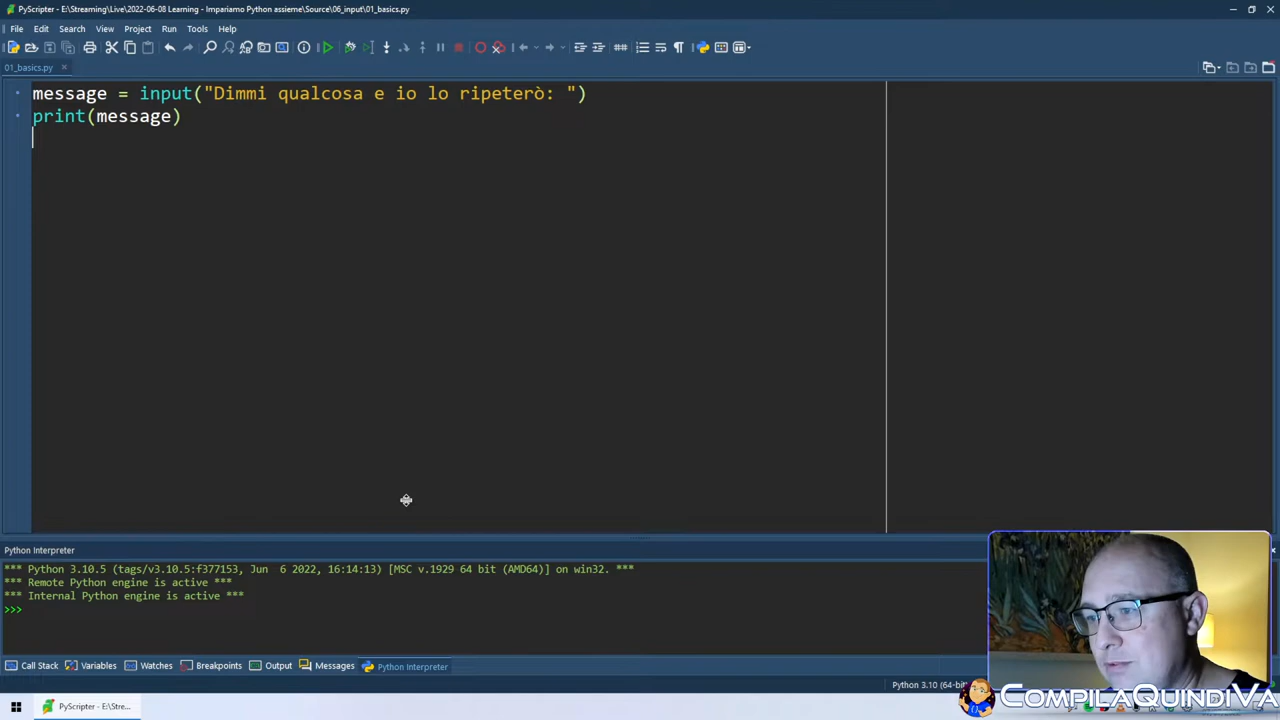 PyScripter - E:\Streaming\Live\2022-06-08 Learning - Impariamo Python assieme\Source\06_input\01_basics.py
File Edit Search View Project Run Tools Help
01_basics.py
message = input("Dimmi qualcosa e io lo ripeterò: ")
print(message)
Python Interpreter
*** Python 3.10.5 (tags/v3.10.5:f377153, Jun 6 2022, 16:14:13) [MSC v.1929 64 bit (AMD64)] on win32. ***
*** Remote Python engine is active ***
*** Internal Python engine is active ***
>>>
Call Stack Variables Watches Breakpoints Output Messages Python Interpreter
Python 3.10 (64-bit
PyScripter - E:\Stre...
COMPILAQUINDIVA